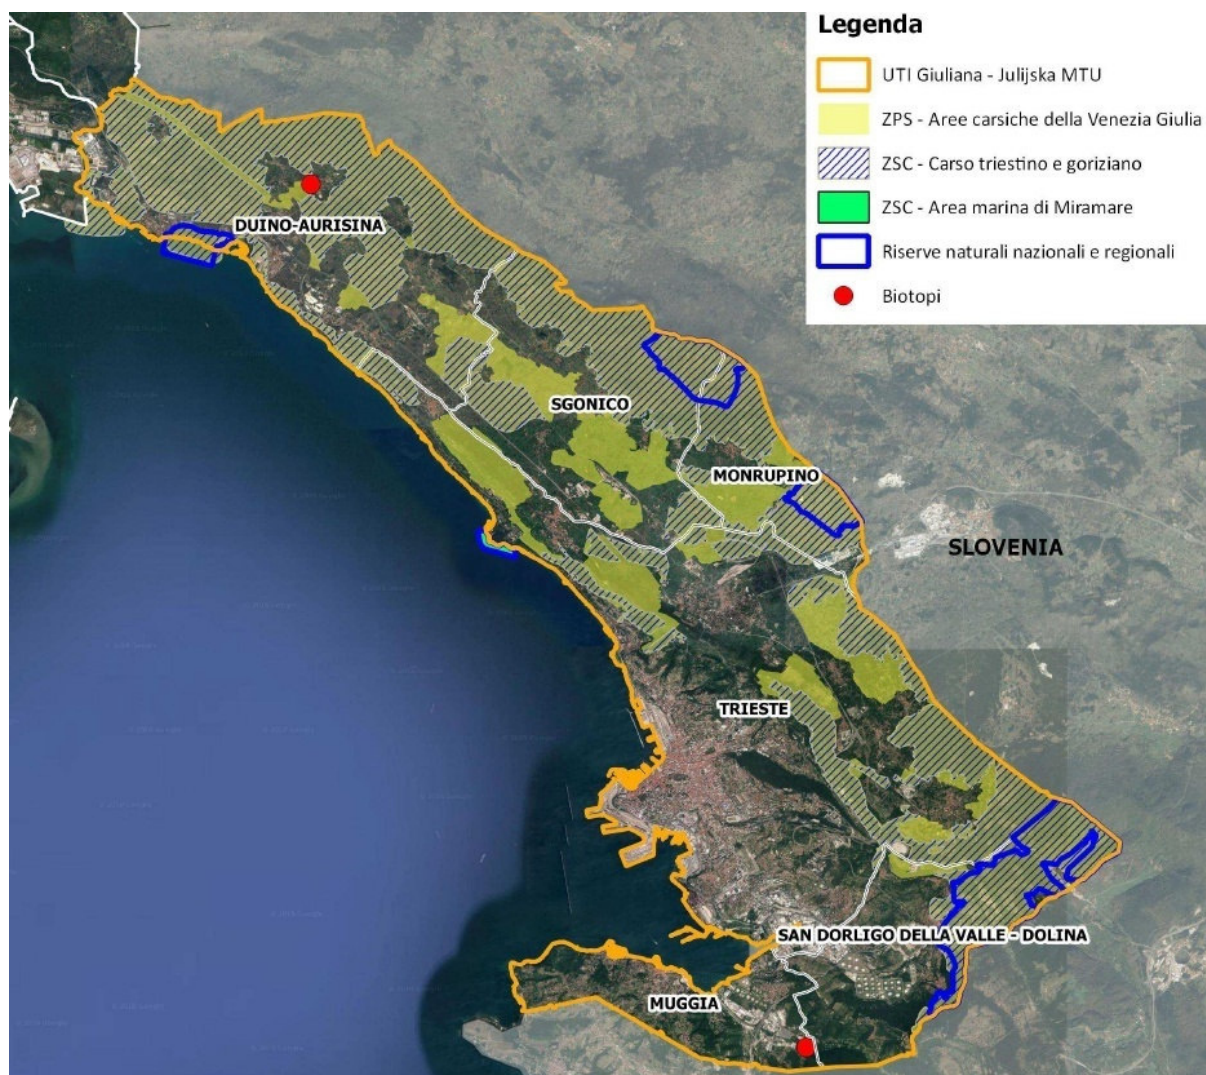 Legenda
UTI Giuliana - Julijska MTU
ZPS - Aree carsiche della Venezia Giulia
ZSC - Carso triestino e goriziano
ZSC - Area marina di Miramare
Riserve naturali nazionali e regionali
Biotopi
DUINO-AURISINA
SGONICO
MONRUPINO
SLOVENIA
TRIESTE
SAN DORLIGO DELLA VALLE - DOLINA
MUGGIA